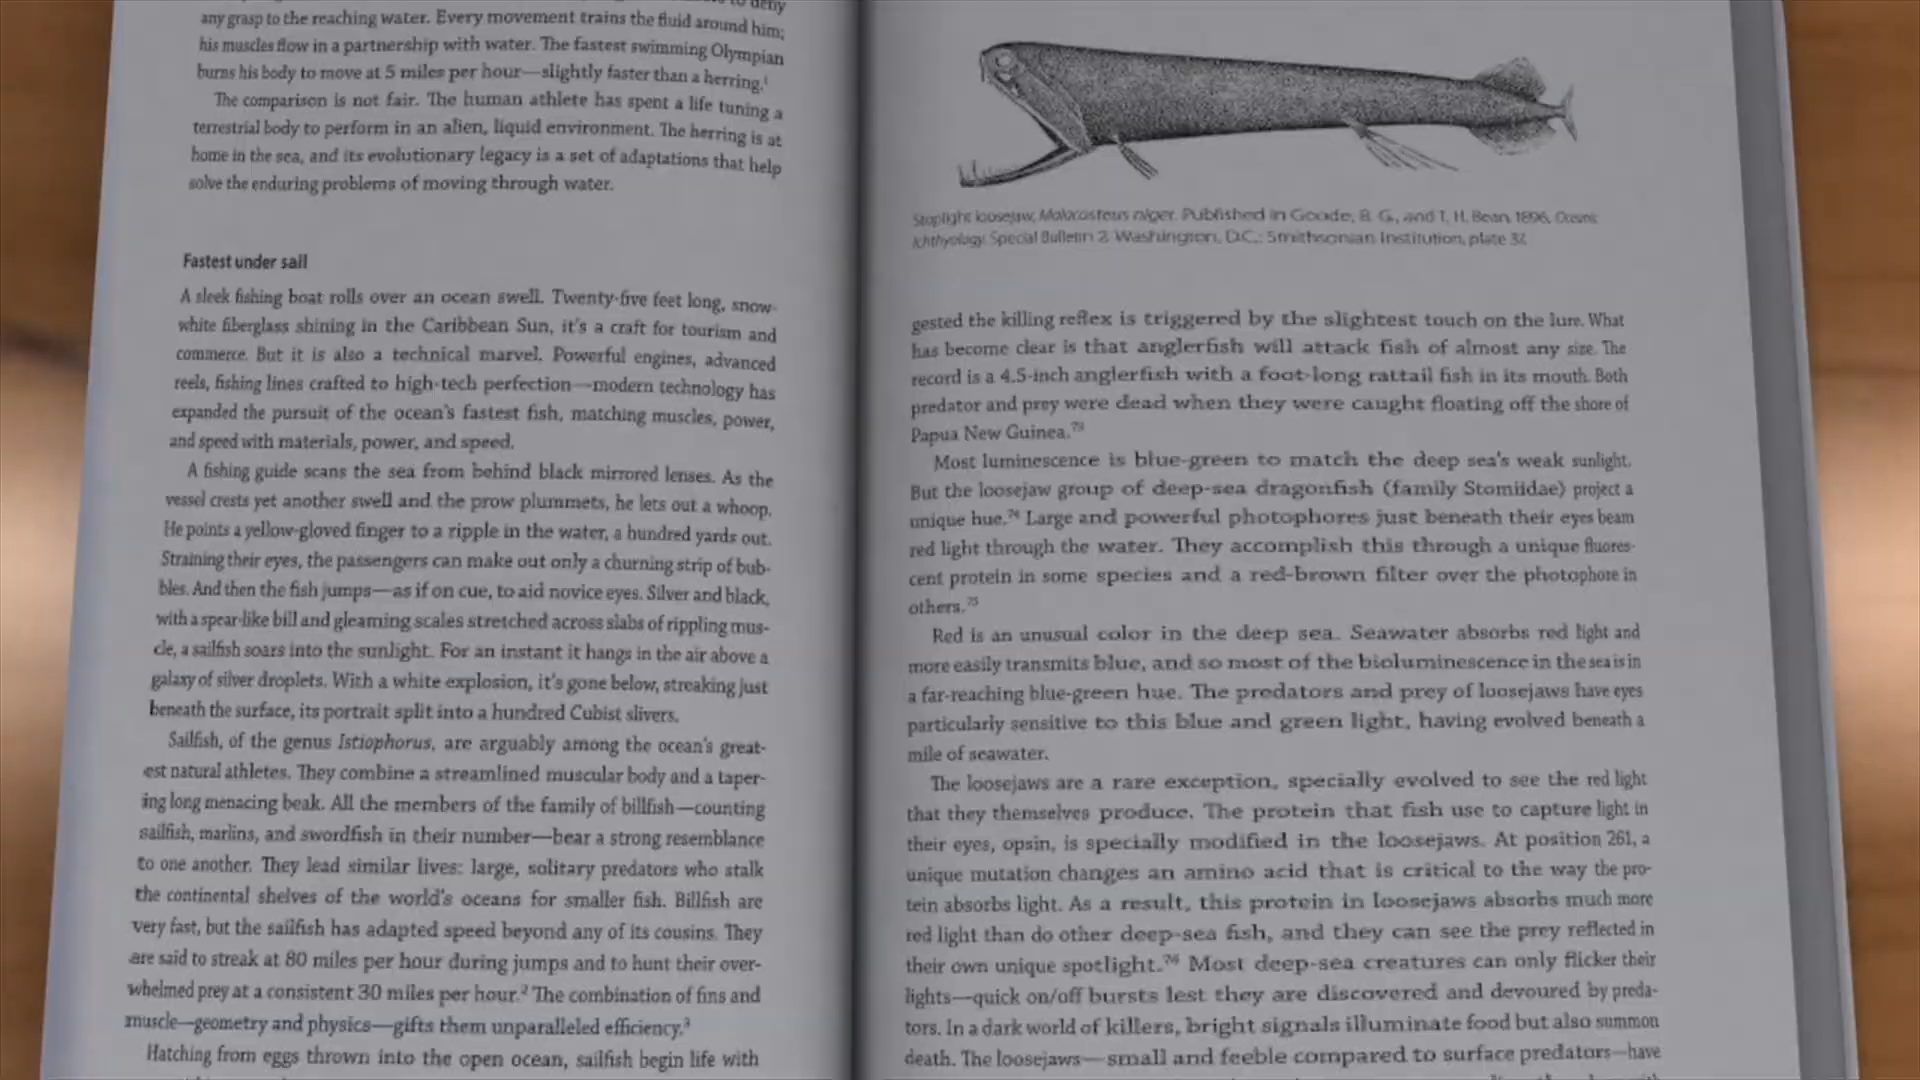 to deny
any grasp to the reaching water. Every movement trains the fluid around him;
his muscles flow in a partnership with water. The fastest swimming Olympian
burns his body to move at 5 miles per hour—slightly faster than a herring.¹
The comparison is not fair. The human athlete has spent a life tuning a
terrestrial body to perform in an alien, liquid environment. The herring is at
home in the sea, and its evolutionary legacy is a set of adaptations that help
solve the enduring problems of moving through water.
Fastest under sail
A sleek fishing boat rolls over an ocean swell. Twenty-five feet long, snow-
white fiberglass shining in the Caribbean Sun, it's a craft for tourism and
commerce. But it is also a technical marvel. Powerful engines, advanced
reels, fishing lines crafted to high-tech perfection—modern technology has
expanded the pursuit of the ocean's fastest fish, matching muscles, power,
and speed with materials, power, and speed.
A fishing guide scans the sea from behind black mirrored lenses. As the
vessel crests yet another swell and the prow plummets, he lets out a whoop.
He points a yellow-gloved finger to a ripple in the water, a hundred yards out.
Straining their eyes, the passengers can make out only a churning strip of bub-
bles. And then the fish jumps—as if on cue, to aid novice eyes. Silver and black,
with a spear-like bill and gleaming scales stretched across slabs of rippling mus-
cle, a sailfish soars into the sunlight. For an instant it hangs in the air above a
galaxy of silver droplets. With a white explosion, it's gone below, streaking just
beneath the surface, its portrait split into a hundred Cubist slivers.
Sailfish, of the genus Istiophorus, are arguably among the ocean's great-
est natural athletes. They combine a streamlined muscular body and a taper-
ing long menacing beak. All the members of the family of billfish—counting
sailfish, marlins, and swordfish in their number—bear a strong resemblance
to one another. They lead similar lives: large, solitary predators who stalk
the continental shelves of the world's oceans for smaller fish. Billfish are
very fast, but the sailfish has adapted speed beyond any of its cousins. They
are said to streak at 80 miles per hour during jumps and to hunt their over-
whelmed prey at a consistent 30 miles per hour.² The combination of fins and
muscle—geometry and physics—gifts them unparalleled efficiency.³
Hatching from eggs thrown into the open ocean, sailfish begin life with
Stoplight loosejaw, Malacosteus niger. Published in Goode, B. G., and T. H. Bean. 1896. Oceanic
Ichthyology. Special Bulletin 2. Washington, D.C.: Smithsonian Institution, plate 37.
gested the killing reflex is triggered by the slightest touch on the lure. What
has become clear is that anglerfish will attack fish of almost any size. The
record is a 4.5-inch anglerfish with a foot-long rattail fish in its mouth. Both
predator and prey were dead when they were caught floating off the shore of
Papua New Guinea.⁷³
Most luminescence is blue-green to match the deep sea's weak sunlight.
But the loosejaw group of deep-sea dragonfish (family Stomiidae) project a
unique hue.⁷⁴ Large and powerful photophores just beneath their eyes beam
red light through the water. They accomplish this through a unique fluores-
cent protein in some species and a red-brown filter over the photophore in
others.⁷⁵
Red is an unusual color in the deep sea. Seawater absorbs red light and
more easily transmits blue, and so most of the bioluminescence in the sea is in
a far-reaching blue-green hue. The predators and prey of loosejaws have eyes
particularly sensitive to this blue and green light, having evolved beneath a
mile of seawater.
The loosejaws are a rare exception, specially evolved to see the red light
that they themselves produce. The protein that fish use to capture light in
their eyes, opsin, is specially modified in the loosejaws. At position 261, a
unique mutation changes an amino acid that is critical to the way the pro-
tein absorbs light. As a result, this protein in loosejaws absorbs much more
red light than do other deep-sea fish, and they can see the prey reflected in
their own unique spotlight.⁷⁶ Most deep-sea creatures can only flicker their
lights—quick on/off bursts lest they are discovered and devoured by preda-
tors. In a dark world of killers, bright signals illuminate food but also summon
death. The loosejaws—small and feeble compared to surface predators—have